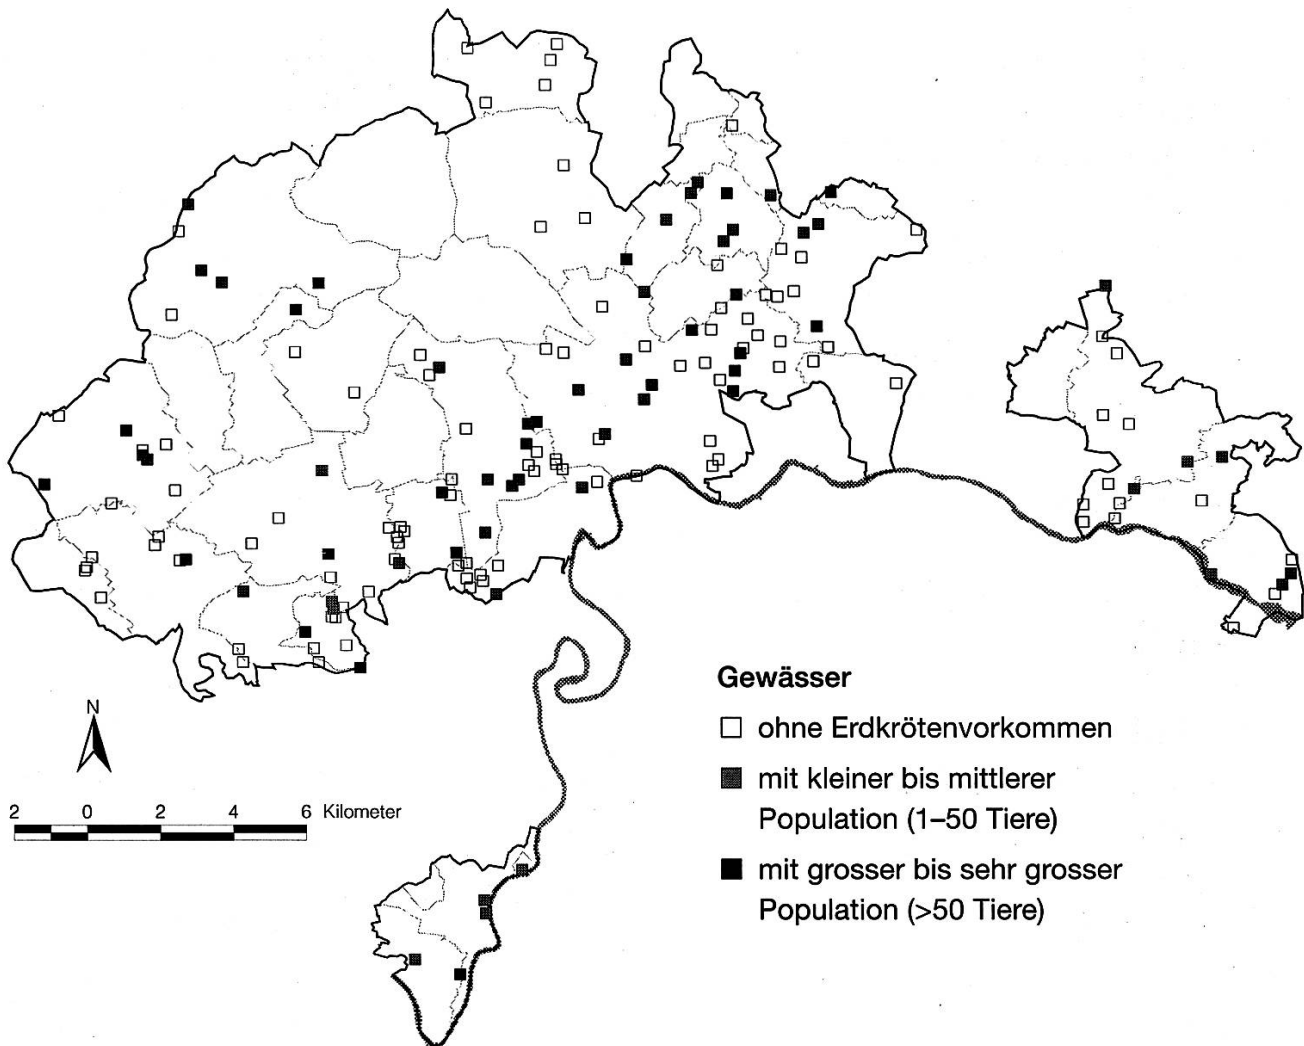 Gewässer
ohne Erdkrötenvorkommen
mit kleiner bis mittlerer
Population (1–50 Tiere)
mit grosser bis sehr grosser
Population (>50 Tiere)
N
2 0 2 4 6 Kilometer